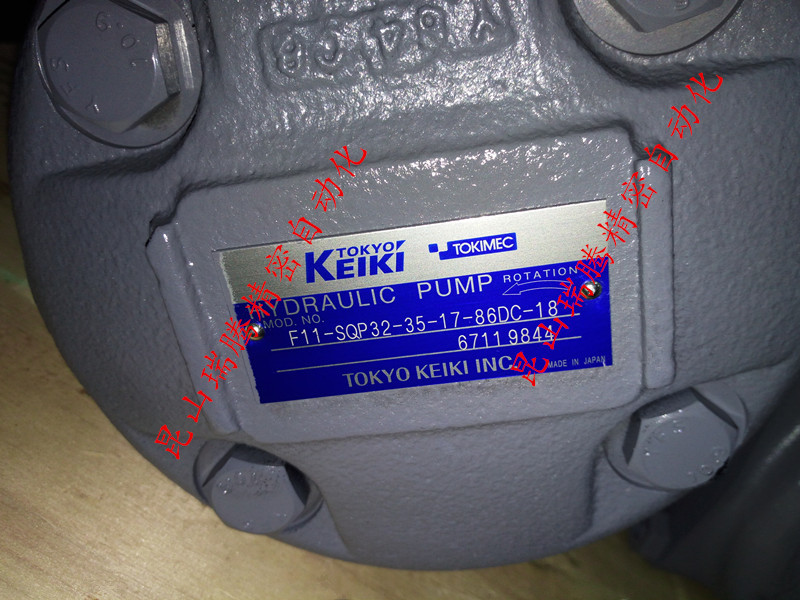 TOKYO
KEIKI
TOKIMEC
HYDRAULIC PUMP
ROTATION
MOD. NO.
F11-SQP32-35-17-86DC-18
67119844
TOKYO KEIKI INC.
MADE IN JAPAN
昆山瑞腾精密自动化
昆山瑞腾精密自动化